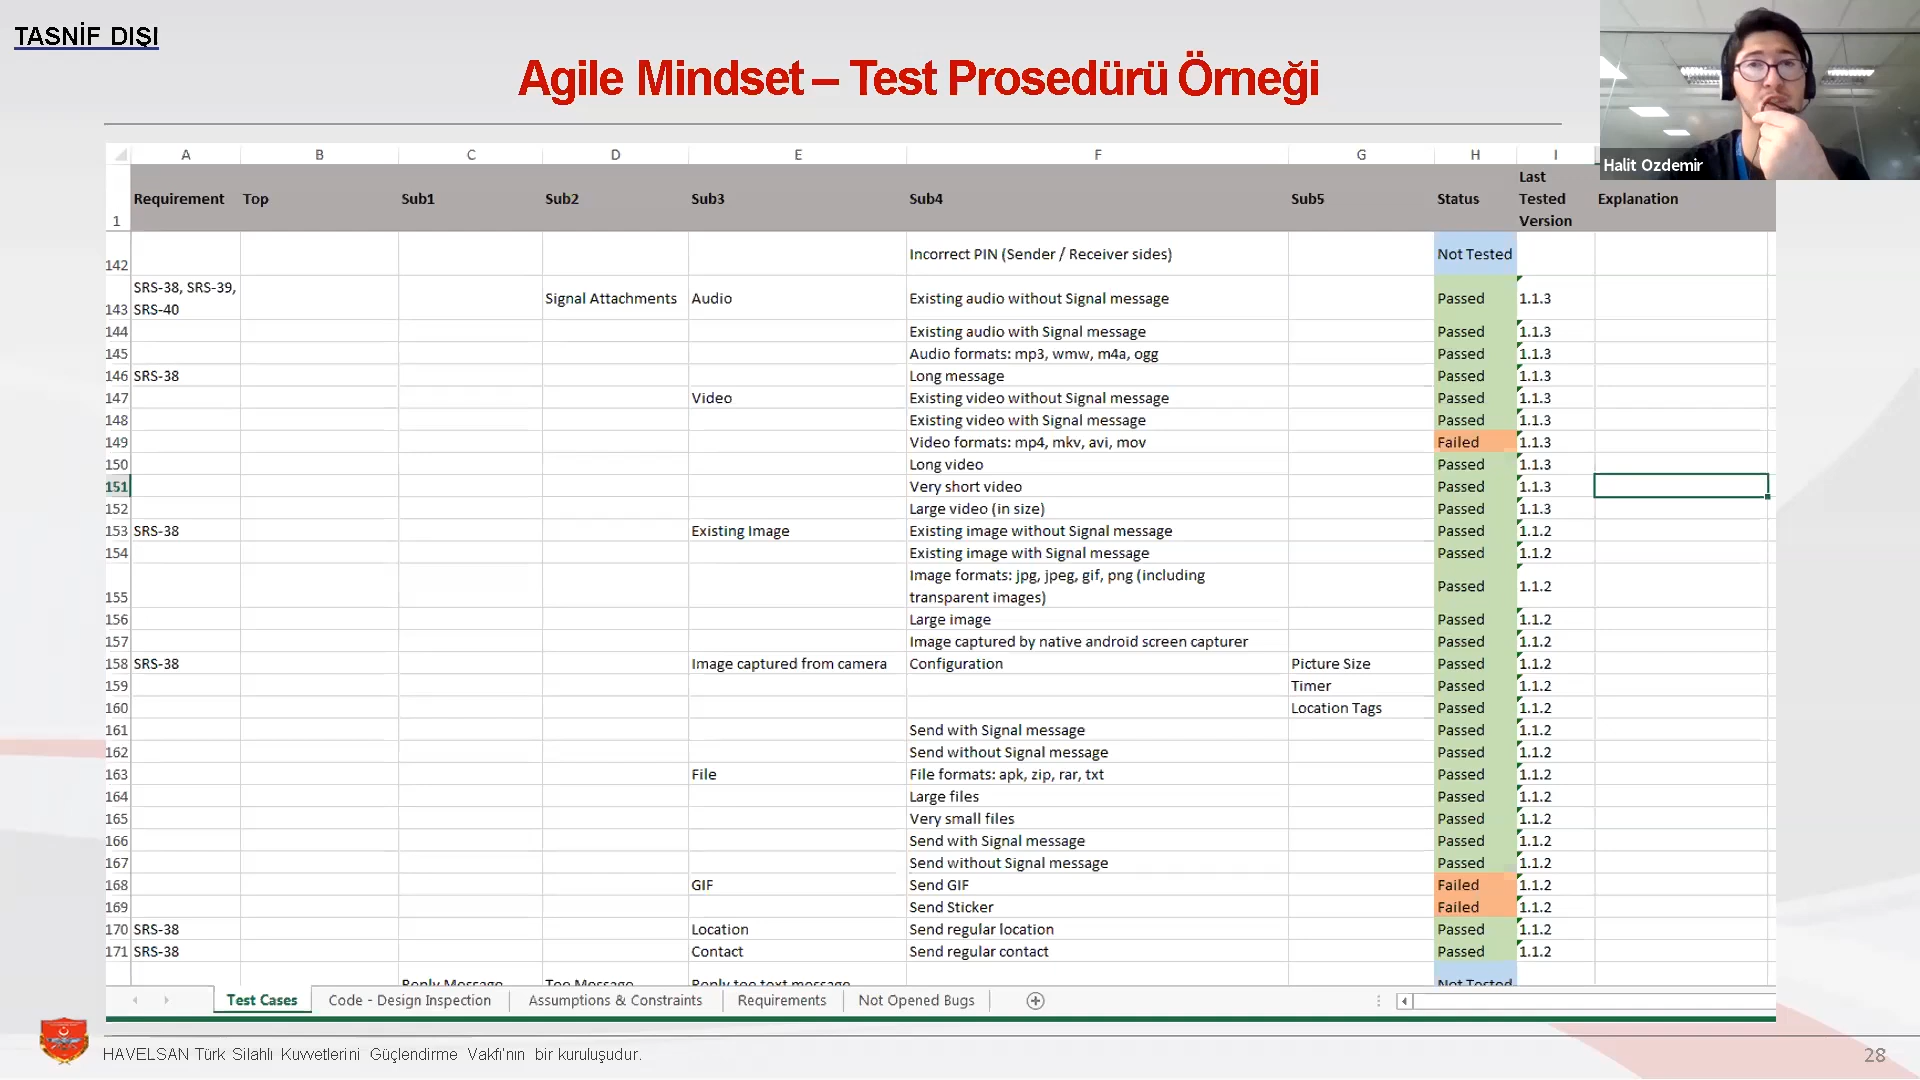 TASNİF DIŞI
Agile Mindset – Test Prosedürü Örneği
Halit Ozdemir
A B C D E F G H I
1 Requirement Top Sub1 Sub2 Sub3 Sub4 Sub5 Status Last Tested Version Explanation
142 Incorrect PIN (Sender / Receiver sides) Not Tested
143 SRS-38, SRS-39, SRS-40 Signal Attachments Audio Existing audio without Signal message Passed 1.1.3
144 Existing audio with Signal message Passed 1.1.3
145 Audio formats: mp3, wmw, m4a, ogg Passed 1.1.3
146 SRS-38 Long message Passed 1.1.3
147 Video Existing video without Signal message Passed 1.1.3
148 Existing video with Signal message Passed 1.1.3
149 Video formats: mp4, mkv, avi, mov Failed 1.1.3
150 Long video Passed 1.1.3
151 Very short video Passed 1.1.3
152 Large video (in size) Passed 1.1.3
153 SRS-38 Existing Image Existing image without Signal message Passed 1.1.2
154 Existing image with Signal message Passed 1.1.2
155 Image formats: jpg, jpeg, gif, png (including transparent images) Passed 1.1.2
156 Large image Passed 1.1.2
157 Image captured by native android screen capturer Passed 1.1.2
158 SRS-38 Image captured from camera Configuration Picture Size Passed 1.1.2
159 Timer Passed 1.1.2
160 Location Tags Passed 1.1.2
161 Send with Signal message Passed 1.1.2
162 Send without Signal message Passed 1.1.2
163 File File formats: apk, zip, rar, txt Passed 1.1.2
164 Large files Passed 1.1.2
165 Very small files Passed 1.1.2
166 Send with Signal message Passed 1.1.2
167 Send without Signal message Passed 1.1.2
168 GIF Send GIF Failed 1.1.2
169 Send Sticker Failed 1.1.2
170 SRS-38 Location Send regular location Passed 1.1.2
171 SRS-38 Contact Send regular contact Passed 1.1.2
Reply Message Top Message Reply top text message Not Tested
Test Cases Code - Design Inspection Assumptions & Constraints Requirements Not Opened Bugs
HAVELSAN Türk Silahlı Kuvvetlerini Güçlendirme Vakfı'nın bir kuruluşudur.
28